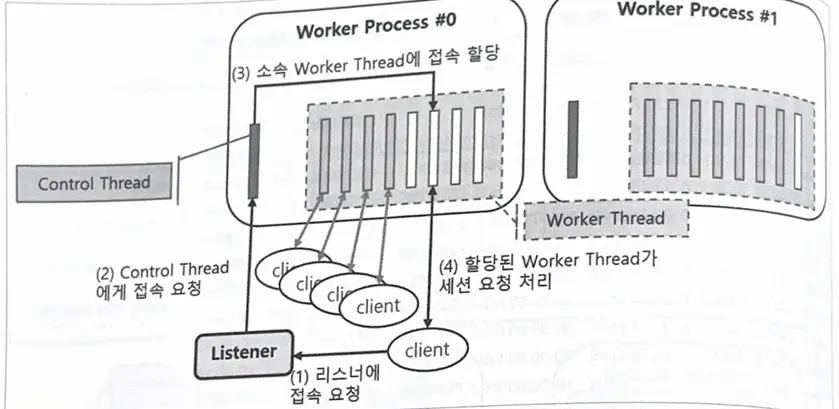 Worker Process #0
Worker Process #1
(3) 소속 Worker Thread에 접속 할당
Control Thread
Worker Thread
(2) Control Thread
에게 접속 요청
(4) 할당된 Worker Thread가
세션 요청 처리
clie
clie
clie
client
Listener
client
(1) 리스너에
접속 요청